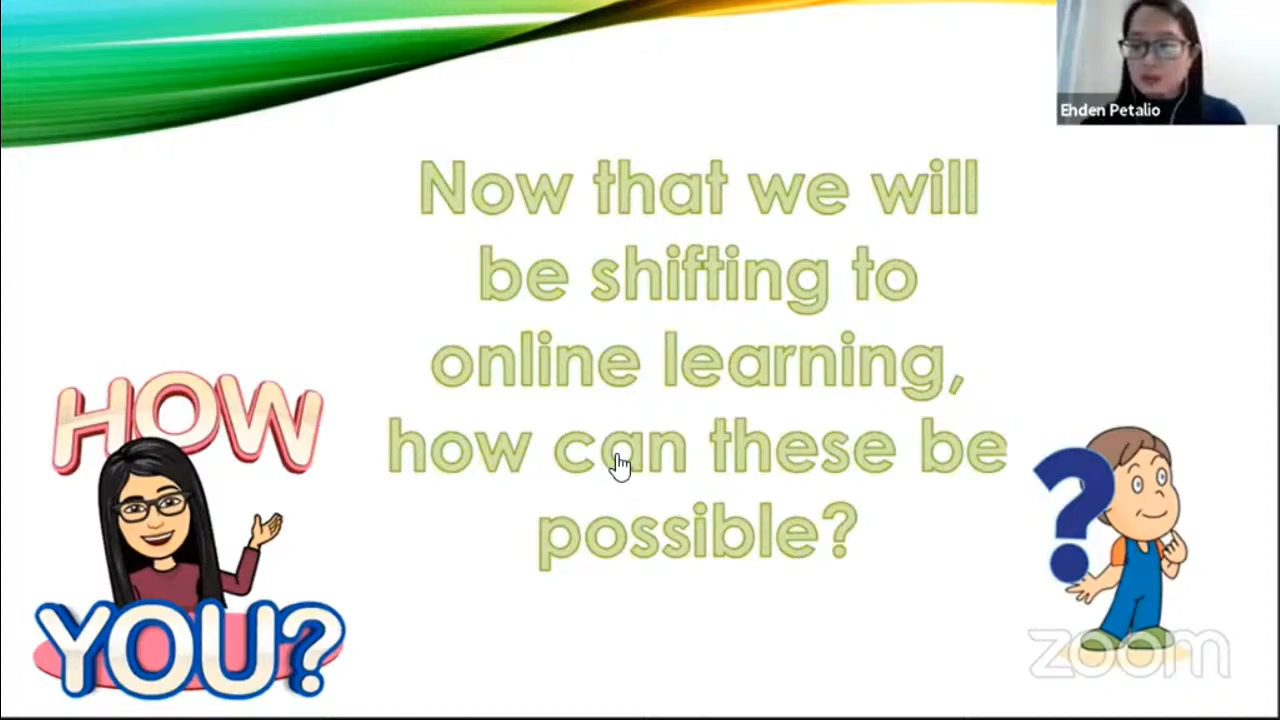 Ehden Petalio
Now that we will
be shifting to
online learning,
how can these be
possible?
HOW
YOU?
?
zoom